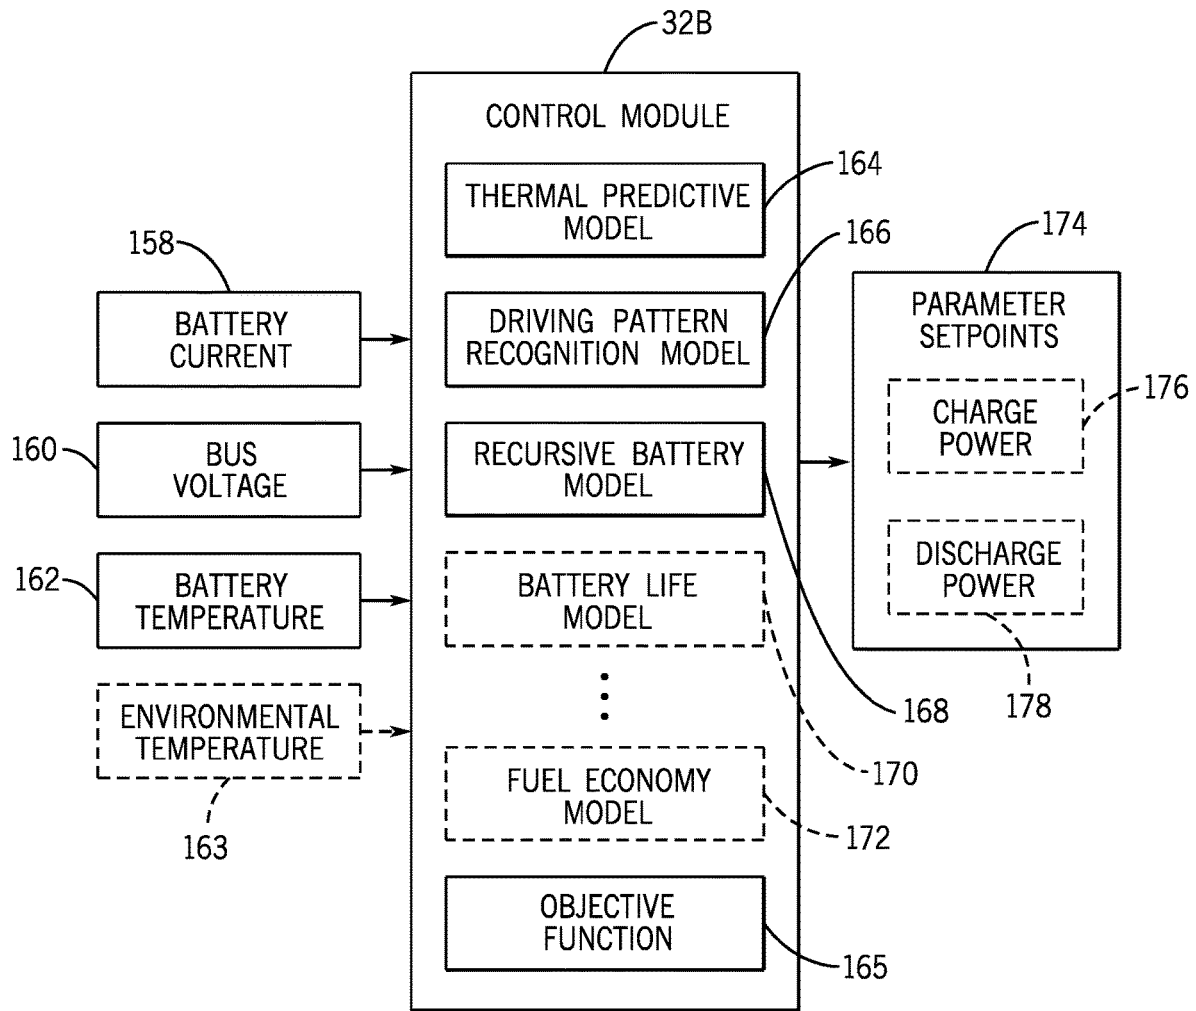 32B
CONTROL MODULE
THERMAL PREDICTIVE
MODEL
164
DRIVING PATTERN
RECOGNITION MODEL
166
RECURSIVE BATTERY
MODEL
168
BATTERY LIFE
MODEL
170
FUEL ECONOMY
MODEL
172
OBJECTIVE
FUNCTION
165
158
BATTERY
CURRENT
160
BUS
VOLTAGE
162
BATTERY
TEMPERATURE
ENVIRONMENTAL
TEMPERATURE
163
174
PARAMETER
SETPOINTS
CHARGE
POWER
176
DISCHARGE
POWER
178